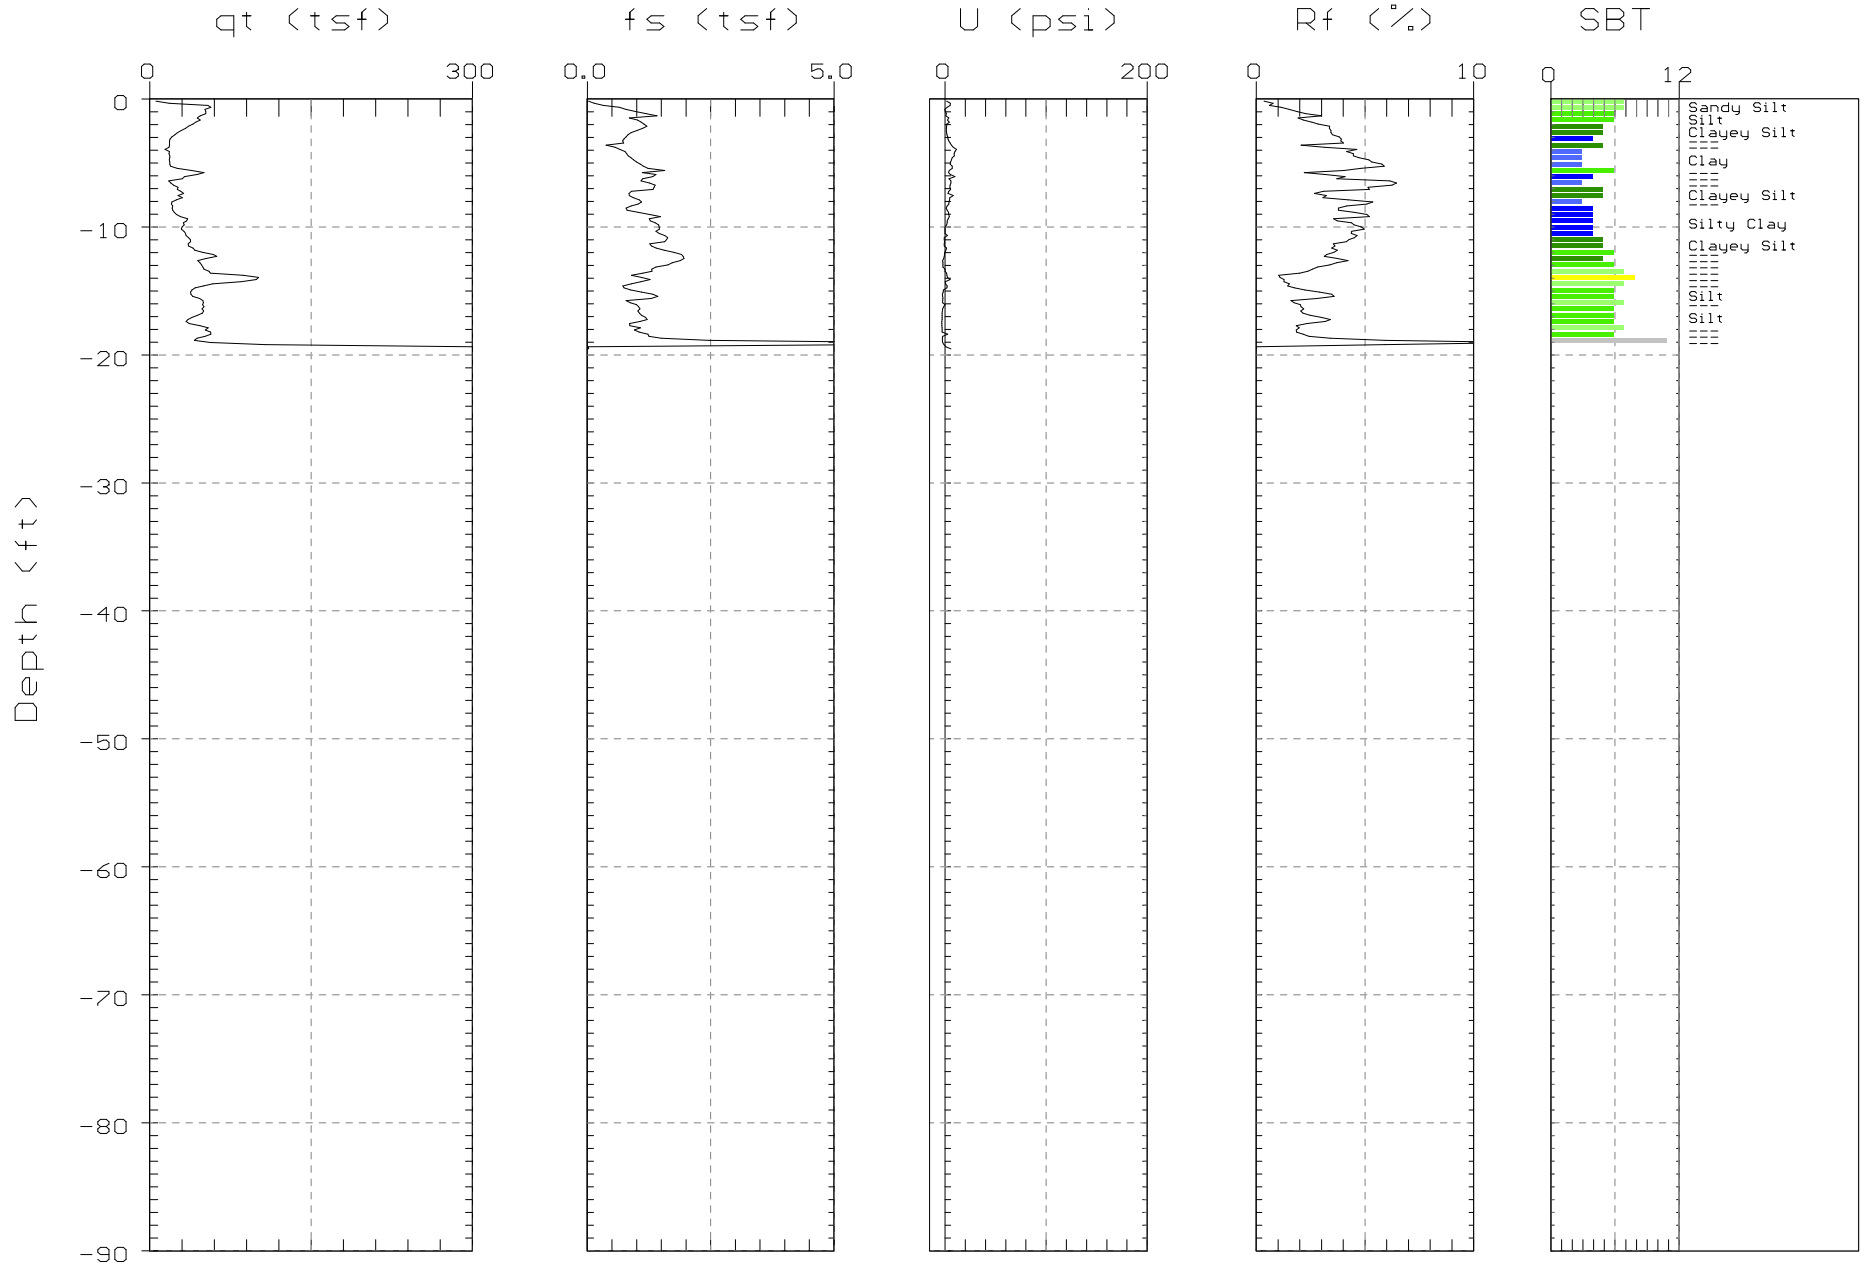 qt (tsf) fs (tsf) U (psi) Rf (%) SBT
0 300 0.0 5.0 0 200 0 10 0 12
0
-10
-20
-30
-40
-50
-60
-70
-80
-90
Depth (ft)
Sandy Silt
Silt
Clayey Silt
===
Clay
===
===
Clayey Silt
===
Silty Clay
Clayey Silt
===
===
===
===
Silt
===
Silt
===
===